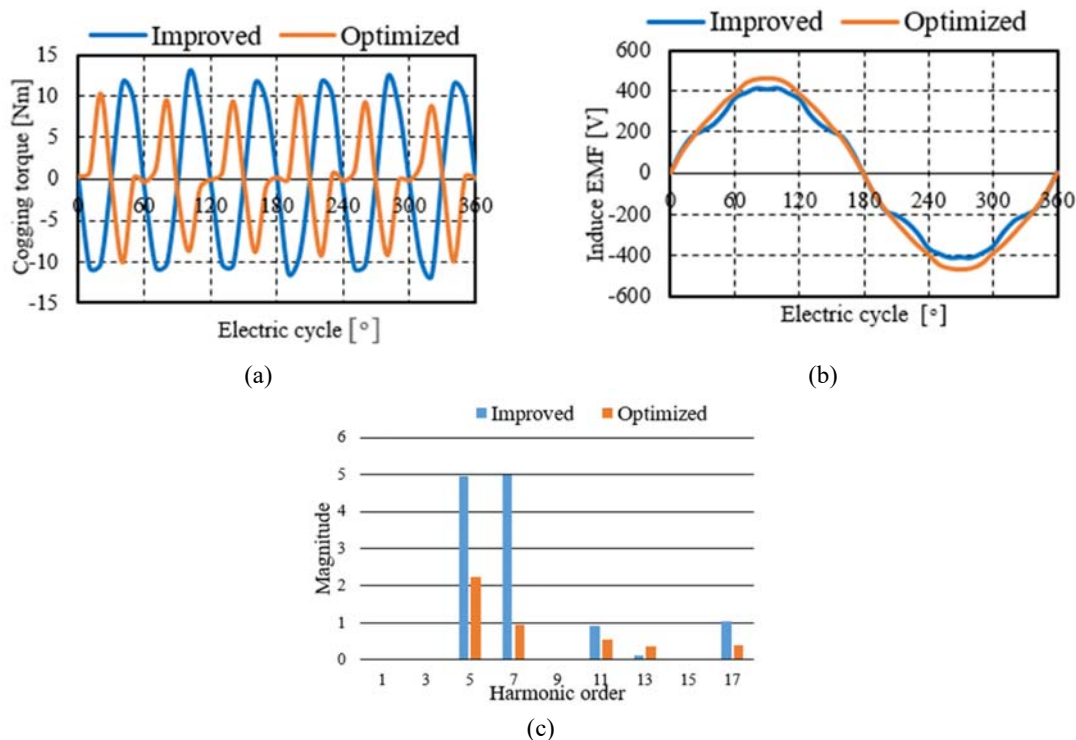 Improved Optimized
Cogging torque [Nm]
15
10
5
0
-5
-10
-15
0 60 120 180 240 300 360
Electric cycle [°]
(a)
Improved Optimized
Induce EMF [V]
600
400
200
0
-200
-400
-600
0 60 120 180 240 300 360
Electric cycle [°]
(b)
Improved Optimized
Magnitude
6
5
4
3
2
1
0
1 3 5 7 9 11 13 15 17
Harmonic order
(c)